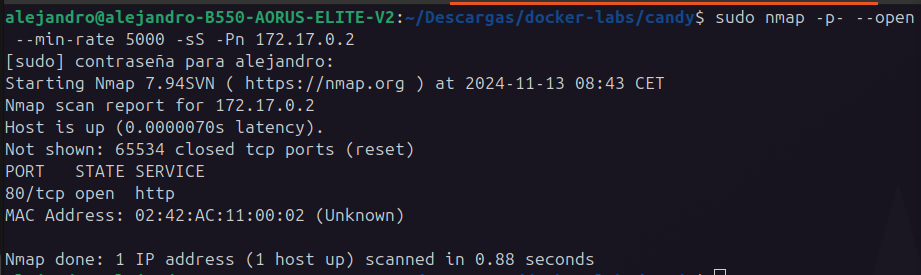 alejandro@alejandro-B550-AORUS-ELITE-V2:~/Descargas/docker-labs/candy$ sudo nmap -p- --open
 --min-rate 5000 -sS -Pn 172.17.0.2
[sudo] contraseña para alejandro:
Starting Nmap 7.94SVN ( https://nmap.org ) at 2024-11-13 08:43 CET
Nmap scan report for 172.17.0.2
Host is up (0.0000070s latency).
Not shown: 65534 closed tcp ports (reset)
PORT   STATE SERVICE
80/tcp open  http
MAC Address: 02:42:AC:11:00:02 (Unknown)

Nmap done: 1 IP address (1 host up) scanned in 0.88 seconds